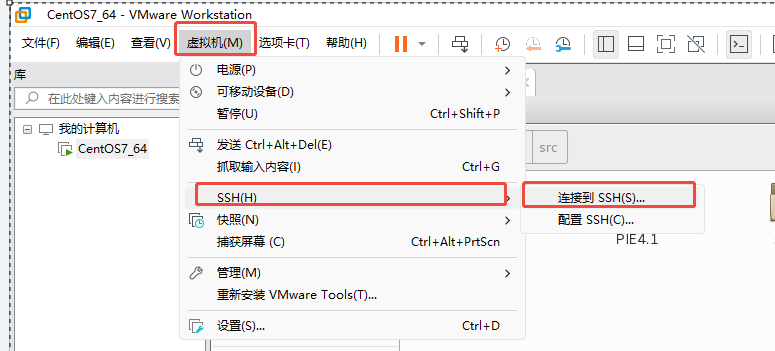 CentOS7_64 - VMware Workstation
文件(F) 编辑(E) 查看(V) 虚拟机(M) 选项卡(T) 帮助(H)
库
在此处键入内容进行搜索
我的计算机
CentOS7_64
电源(P)
可移动设备(D)
暂停(U) Ctrl+Shift+P
发送 Ctrl+Alt+Del(E)
抓取输入内容(I) Ctrl+G
SSH(H)
快照(N)
捕获屏幕 (C) Ctrl+Alt+PrtScn
管理(M)
重新安装 VMware Tools(T)...
设置(S)... Ctrl+D
src
连接到 SSH(S)...
配置 SSH(C)...
PIE4.1